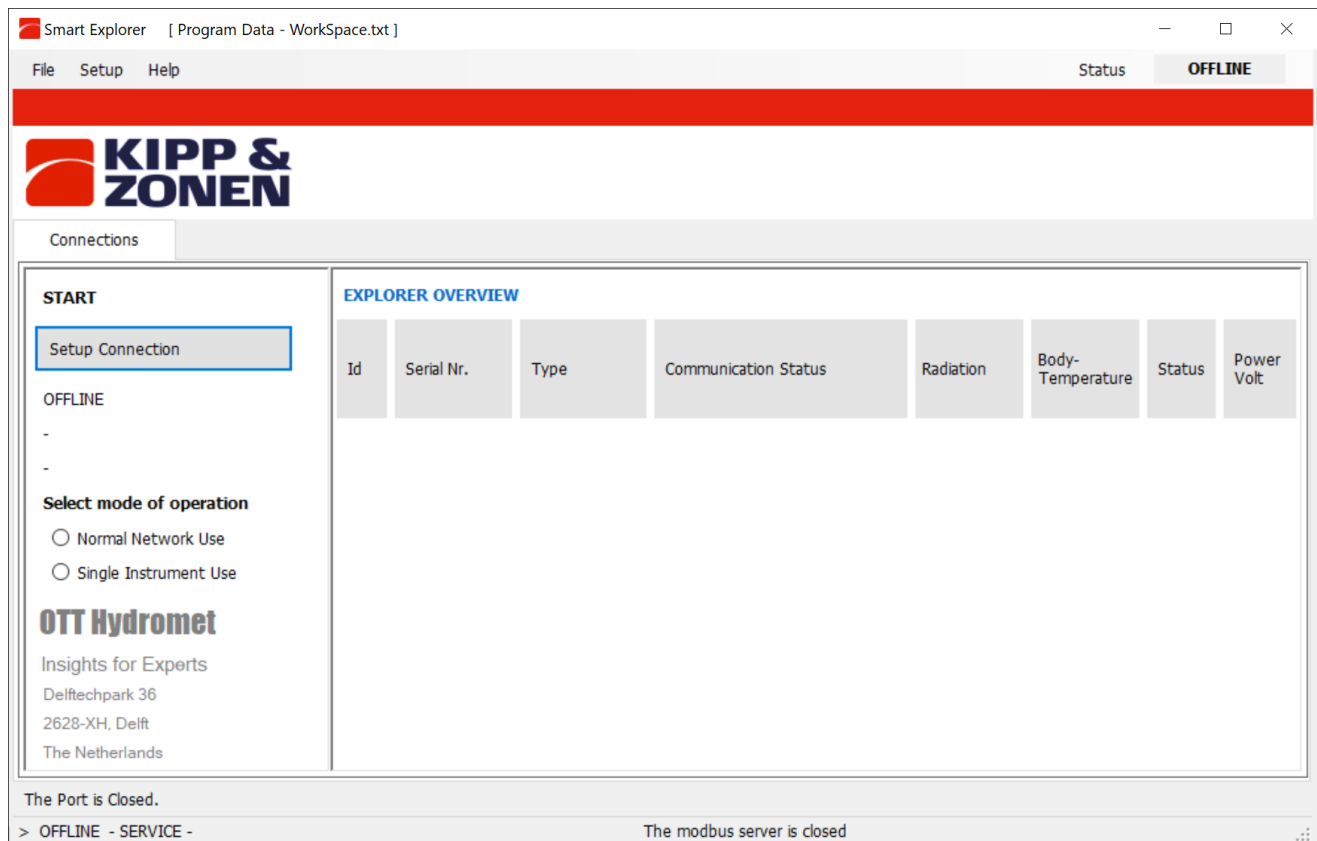 Smart Explorer [ Program Data - WorkSpace.txt ]
File Setup Help Status OFFLINE
KIPP &
ZONEN
Connections
START
Setup Connection
OFFLINE
-
-
Select mode of operation
Normal Network Use
Single Instrument Use
OTT Hydromet
Insights for Experts
Delftechpark 36
2628-XH, Delft
The Netherlands
EXPLORER OVERVIEW
Id Serial Nr. Type Communication Status Radiation Body-Temperature Status Power Volt
The Port is Closed.
> OFFLINE - SERVICE - The modbus server is closed